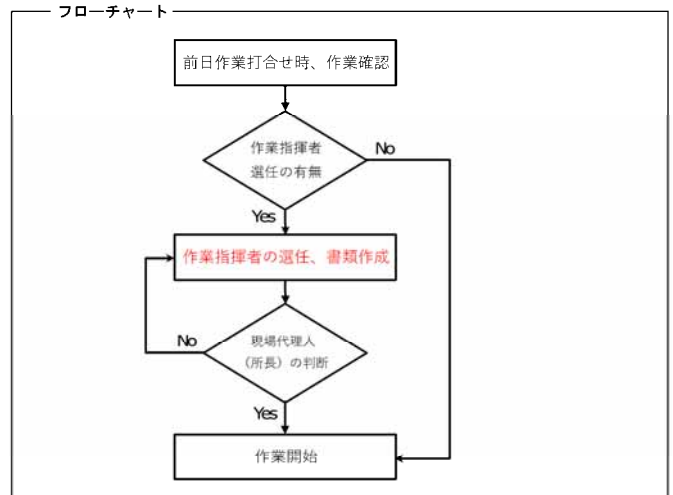 フローチャート
前日作業打合せ時、作業確認
作業指揮者
選任の有無
No
Yes
作業指揮者の選任、書類作成
現場代理人
（所長）の判断
No
Yes
作業開始